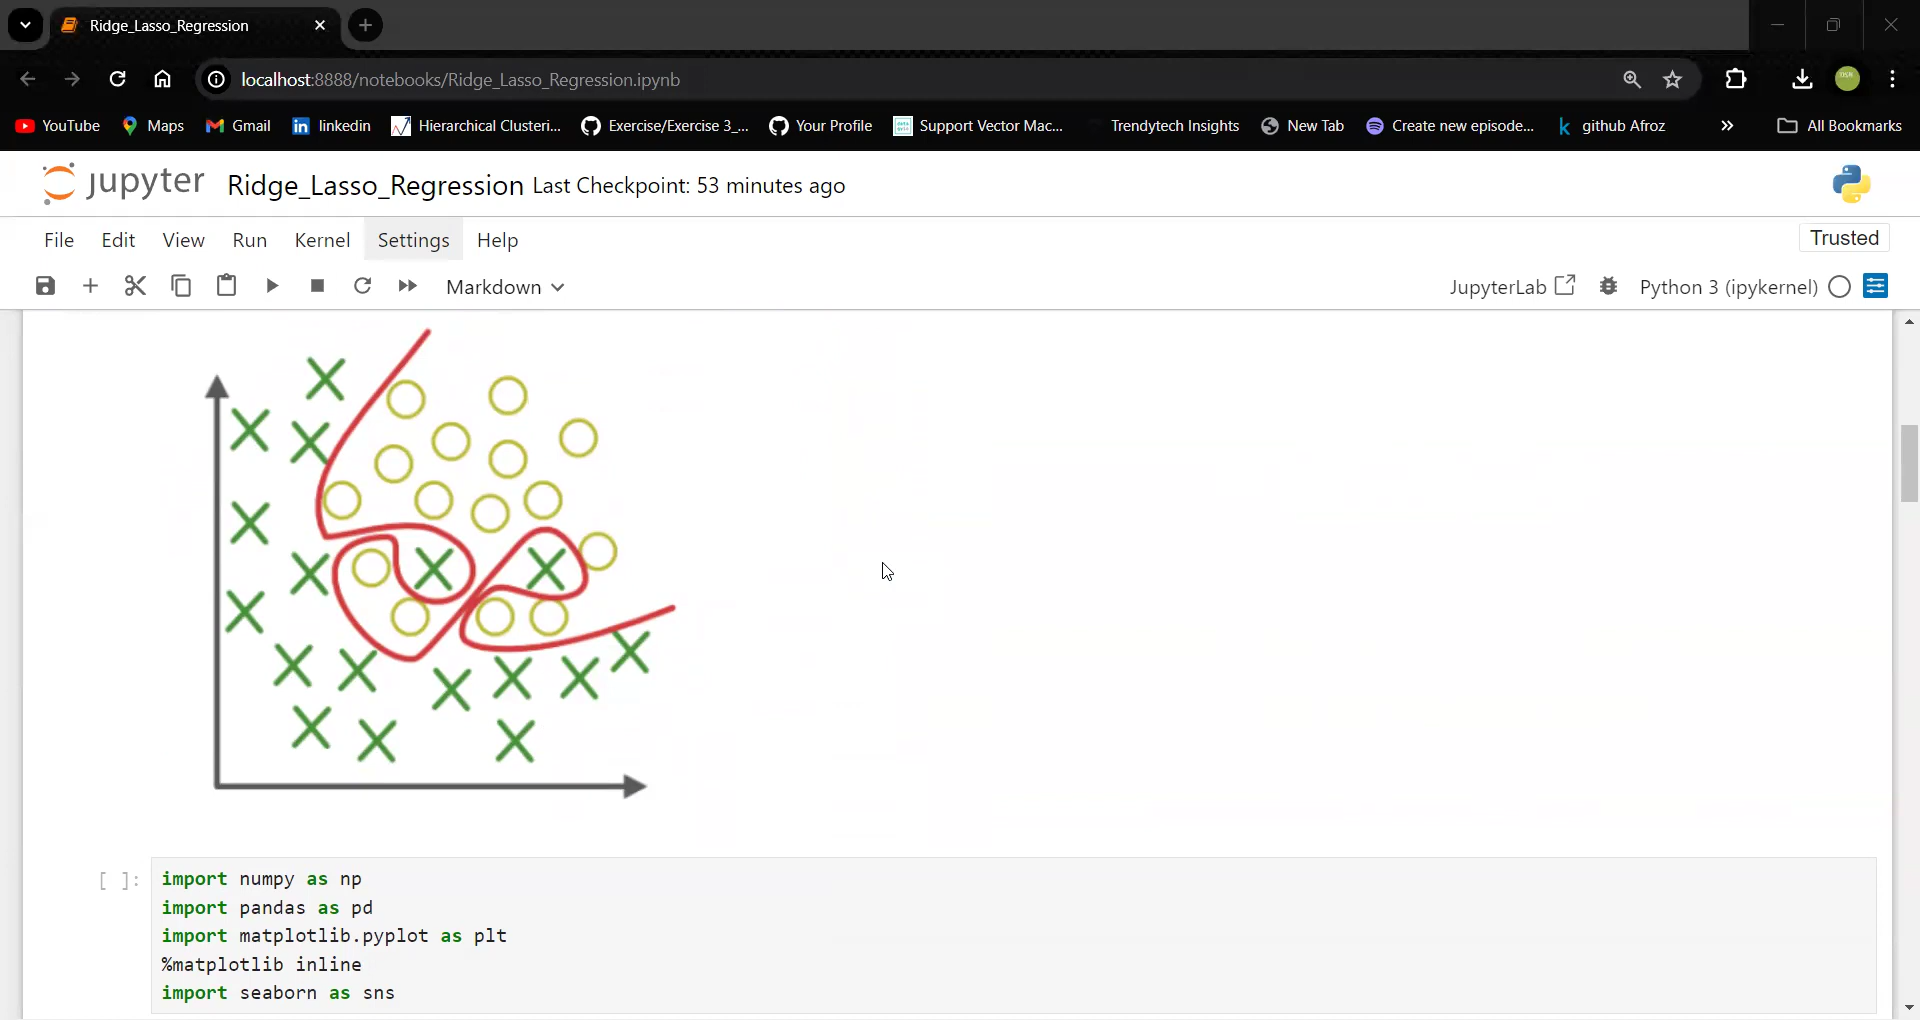 Ridge_Lasso_Regression
localhost:8888/notebooks/Ridge_Lasso_Regression.ipynb
YouTube Maps Gmail linkedin Hierarchical Clusteri... Exercise/Exercise 3_... Your Profile Support Vector Mac... Trendytech Insights New Tab Create new episode... github Afroz » All Bookmarks
jupyter Ridge_Lasso_Regression Last Checkpoint: 53 minutes ago
File Edit View Run Kernel Settings Help Trusted
Markdown JupyterLab Python 3 (ipykernel)
[ ]: import numpy as np
import pandas as pd
import matplotlib.pyplot as plt
%matplotlib inline
import seaborn as sns